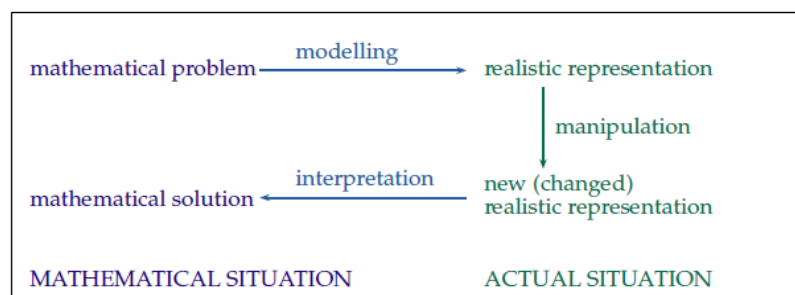 modelling
mathematical problem
realistic representation
manipulation
interpretation
new (changed)
mathematical solution
realistic representation
MATHEMATICAL SITUATION
ACTUAL SITUATION